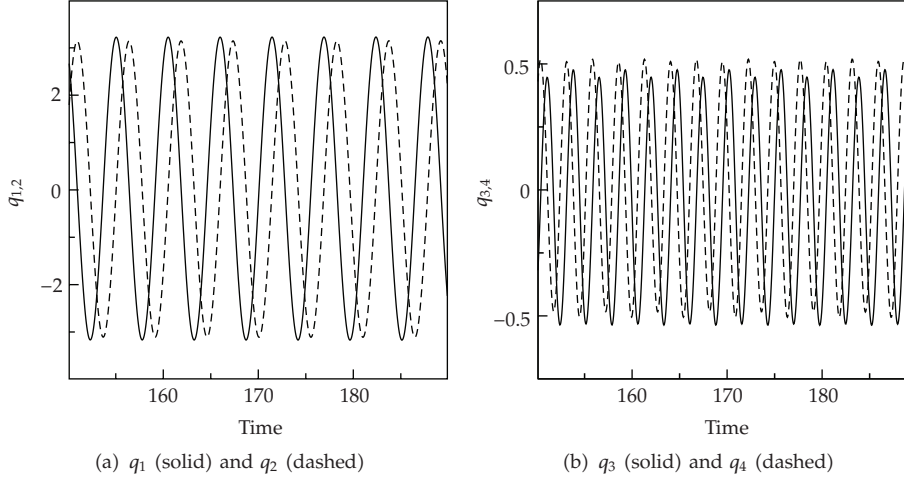 2
0
−2
q1,2
160
170
180
Time
(a) q1 (solid) and q2 (dashed)
0.5
0
−0.5
q3,4
160
170
180
Time
(b) q3 (solid) and q4 (dashed)